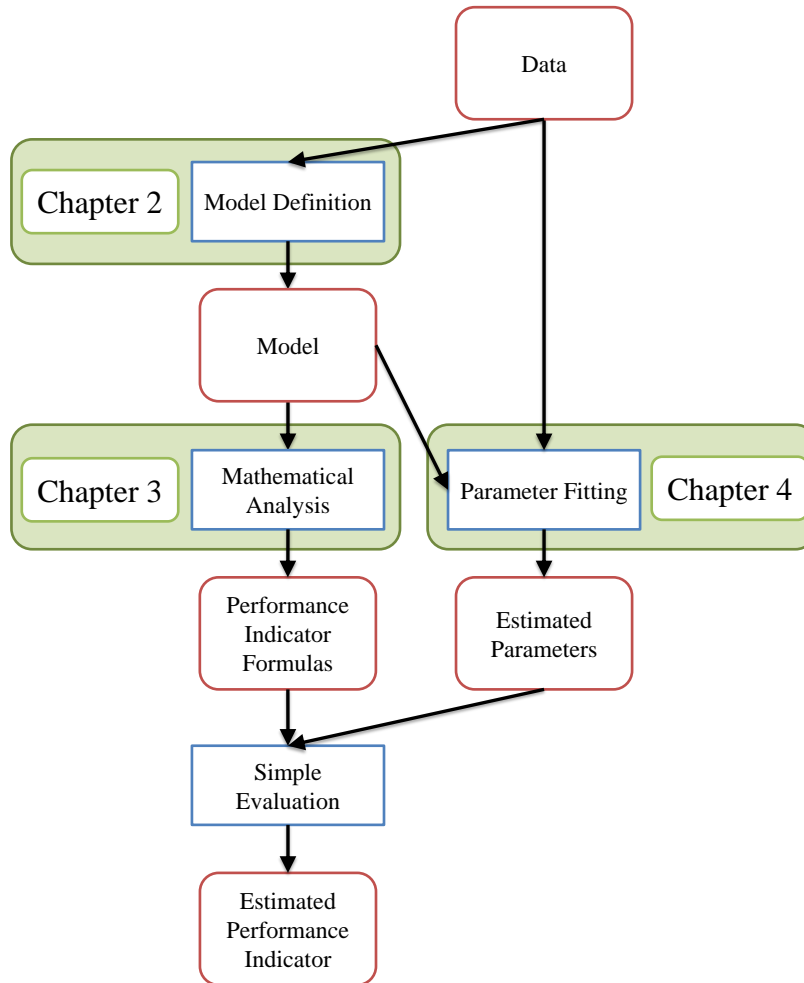 Data
Chapter 2
Model Definition
Model
Chapter 3
Mathematical
Analysis
Parameter Fitting
Chapter 4
Performance
Indicator
Formulas
Estimated
Parameters
Simple
Evaluation
Estimated
Performance
Indicator